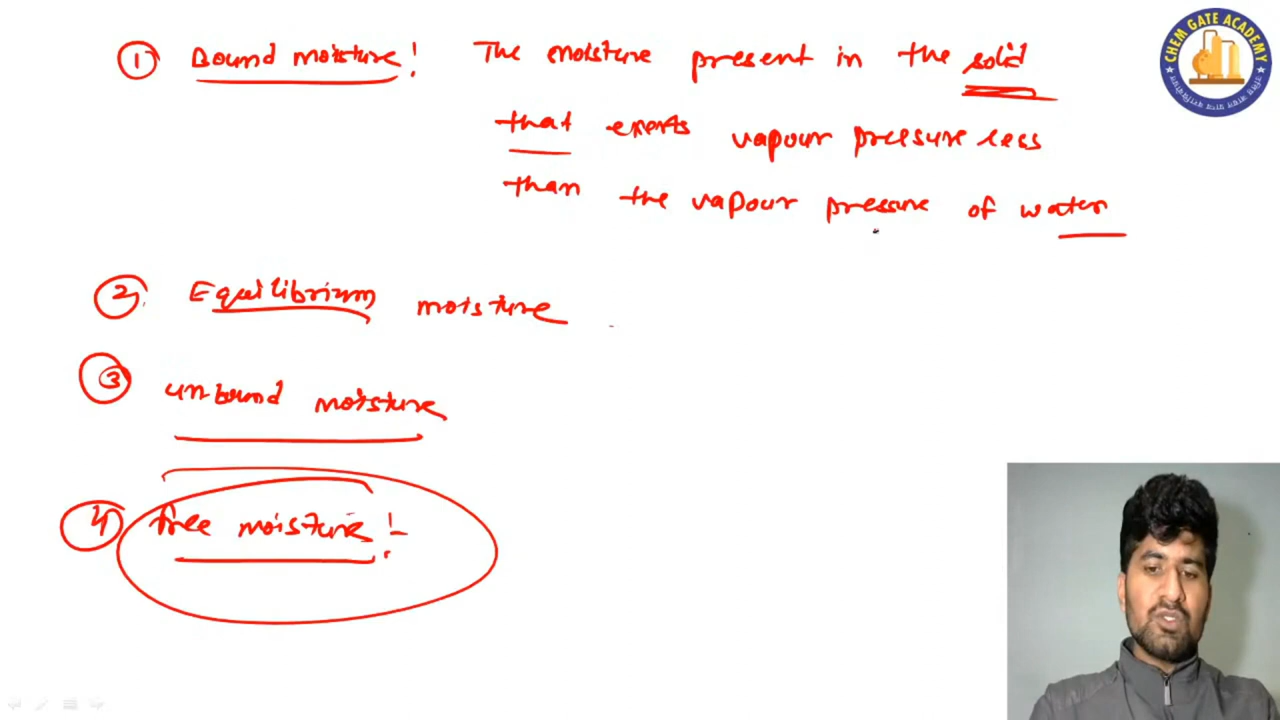 ① Bound moisture! The moisture present in the solid
that exerts vapour pressure less
than the vapour pressure of water
② Equilibrium moisture
③ unbound moisture
④ free moisture!-
CHEM GATE ACADEMY